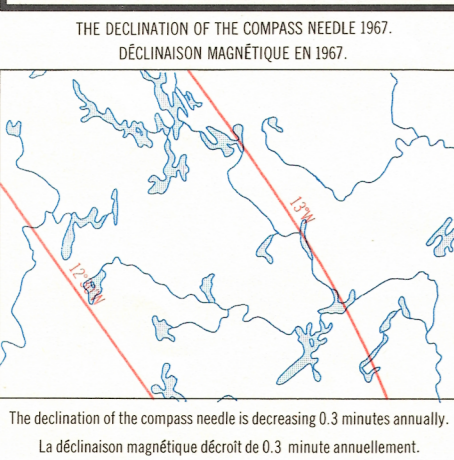 THE DECLINATION OF THE COMPASS NEEDLE 1967.
DÉCLINAISON MAGNÉTIQUE EN 1967.
13°W
The declination of the compass needle is decreasing 0.3 minutes annually.
La déclinaison magnétique décroît de 0.3 minute annuellement.